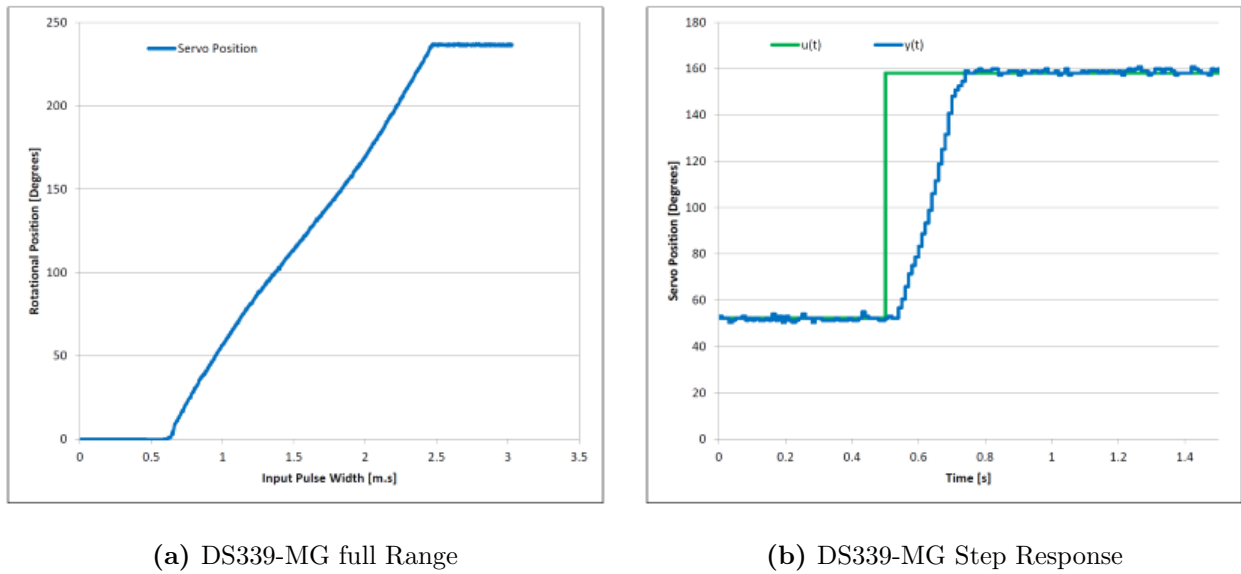 250
200
150
100
50
0
Servo Position
Rotational Position [Degrees]
0 0.5 1 1.5 2 2.5 3 3.5
Input Pulse Width [m.s]
(a) DS339-MG full Range
180
160
140
120
100
80
60
40
20
0
u(t) y(t)
Servo Position [Degrees]
0 0.2 0.4 0.6 0.8 1 1.2 1.4
Time [s]
(b) DS339-MG Step Response